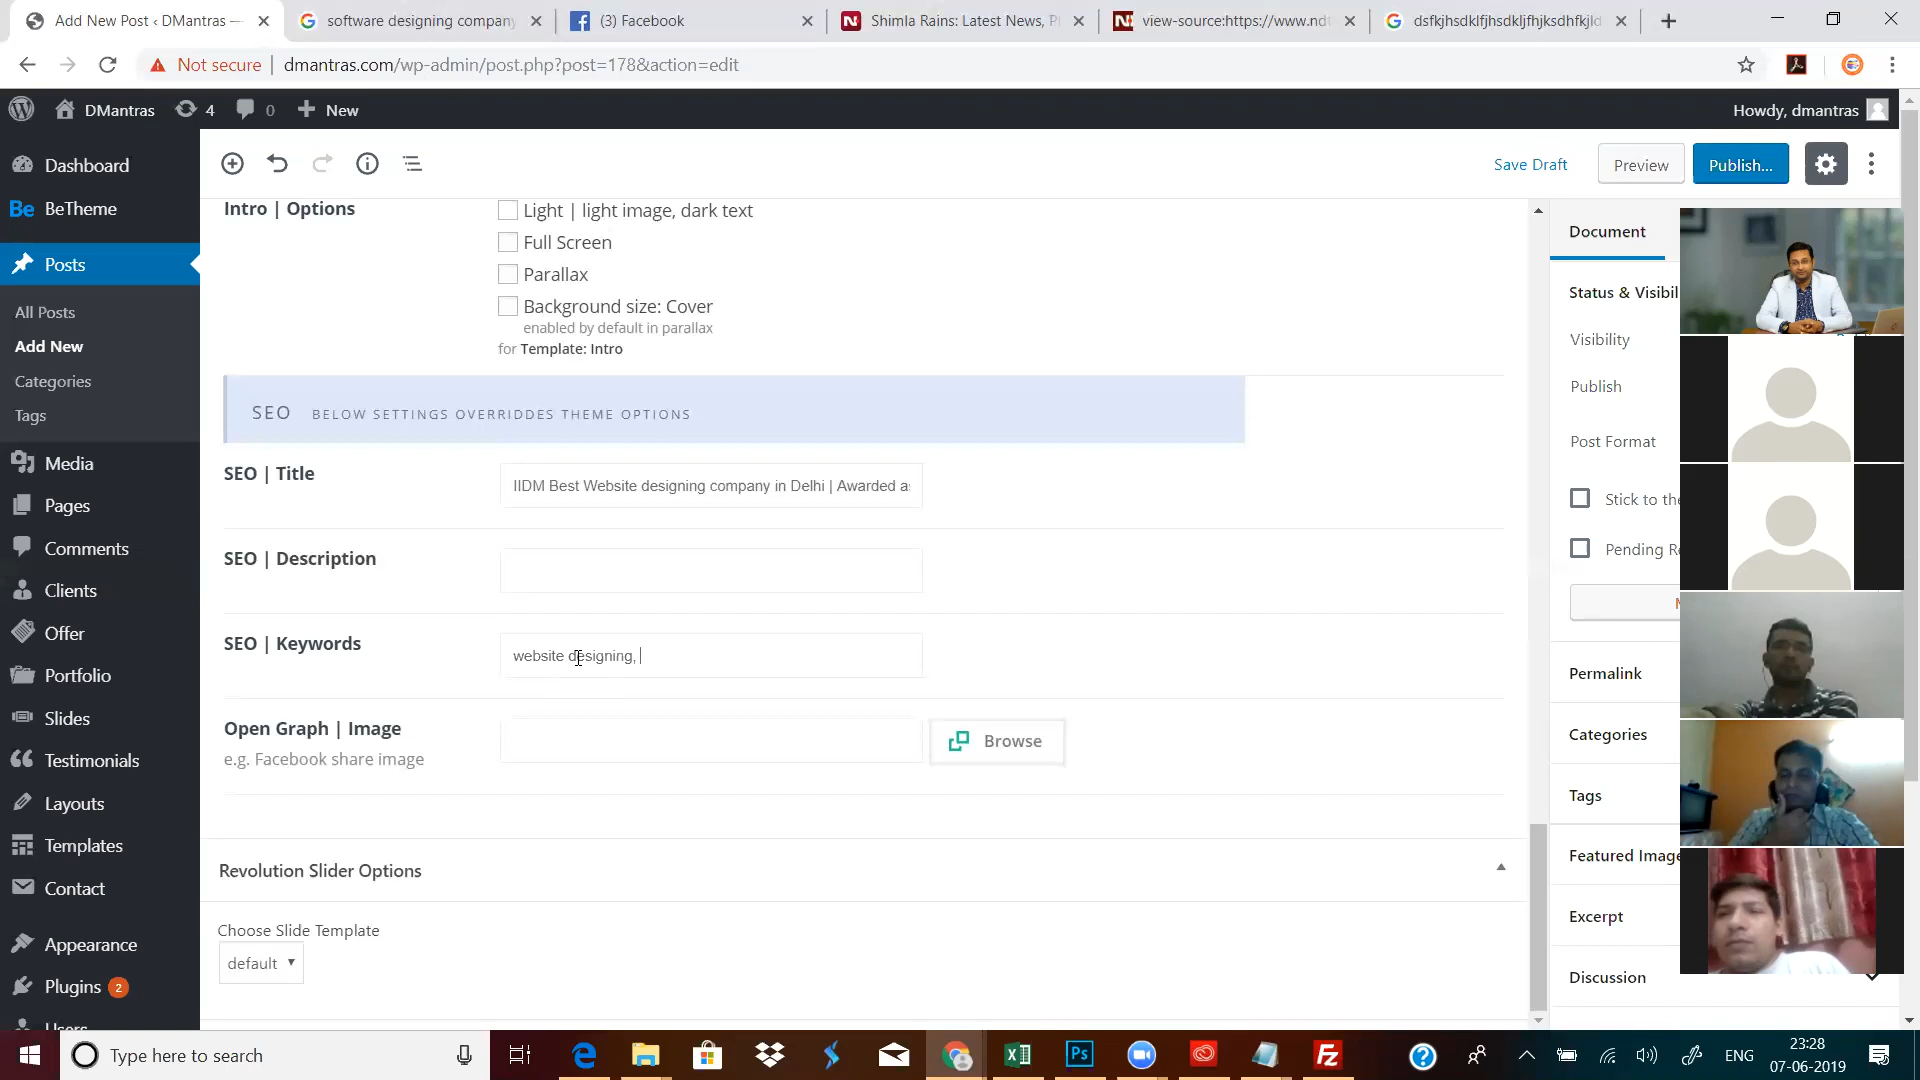 Add New Post ‹ DMantras —
software designing company
(3) Facebook
Shimla Rains: Latest News, P
view-source:https://www.ndt
dsfkjhsdklfjhsdkljfhjksdhfkjld
Not secure | dmantras.com/wp-admin/post.php?post=178&action=edit
DMantras 4 0 New
Howdy, dmantras
Dashboard
BeTheme
Posts
All Posts
Add New
Categories
Tags
Media
Pages
Comments
Clients
Offer
Portfolio
Slides
Testimonials
Layouts
Templates
Contact
Appearance
Plugins 2
Users
Save Draft
Preview
Publish...
Intro | Options
Light | light image, dark text
Full Screen
Parallax
Background size: Cover
enabled by default in parallax
for Template: Intro
SEO BELOW SETTINGS OVERRIDDES THEME OPTIONS
SEO | Title
IIDM Best Website designing company in Delhi | Awarded a
SEO | Description
SEO | Keywords
website designing,
Open Graph | Image
e.g. Facebook share image
Browse
Revolution Slider Options
Choose Slide Template
default
Document
Status & Visibil
Visibility
Publish
Post Format
Stick to the
Pending Re
Permalink
Categories
Tags
Featured Image
Excerpt
Discussion
Type here to search
ENG
23:28
07-06-2019